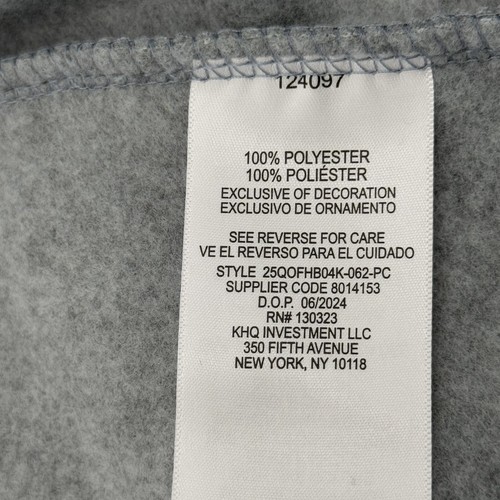 124097
100% POLYESTER
100% POLIÉSTER
EXCLUSIVE OF DECORATION
EXCLUSIVO DE ORNAMENTO
SEE REVERSE FOR CARE
VE EL REVERSO PARA EL CUIDADO
STYLE 25QOFHB04K-062-PC
SUPPLIER CODE 8014153
D.O.P. 06/2024
RN# 130323
KHQ INVESTMENT LLC
350 FIFTH AVENUE
NEW YORK, NY 10118